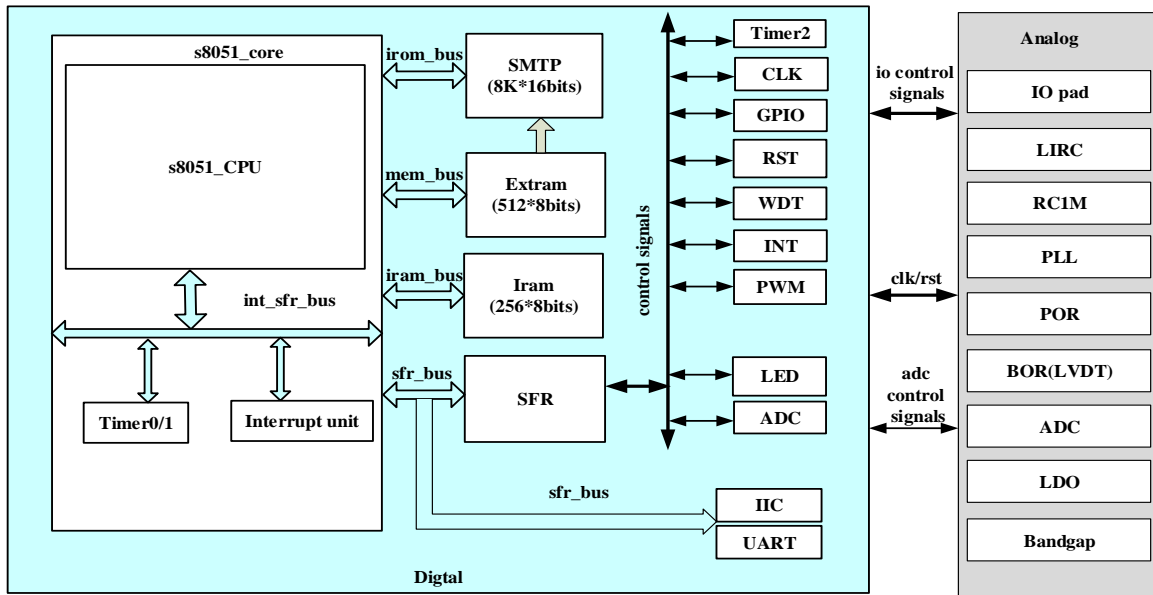 s8051_core
s8051_CPU
int_sfr_bus
Timer0/1
Interrupt unit
irom_bus
mem_bus
iram_bus
sfr_bus
SMTP
(8K*16bits)
Extram
(512*8bits)
Iram
(256*8bits)
SFR
sfr_bus
control signals
Timer2
CLK
GPIO
RST
WDT
INT
PWM
LED
ADC
IIC
UART
Digtal
io control
signals
clk/rst
adc
control
signals
Analog
IO pad
LIRC
RC1M
PLL
POR
BOR(LVDT)
ADC
LDO
Bandgap